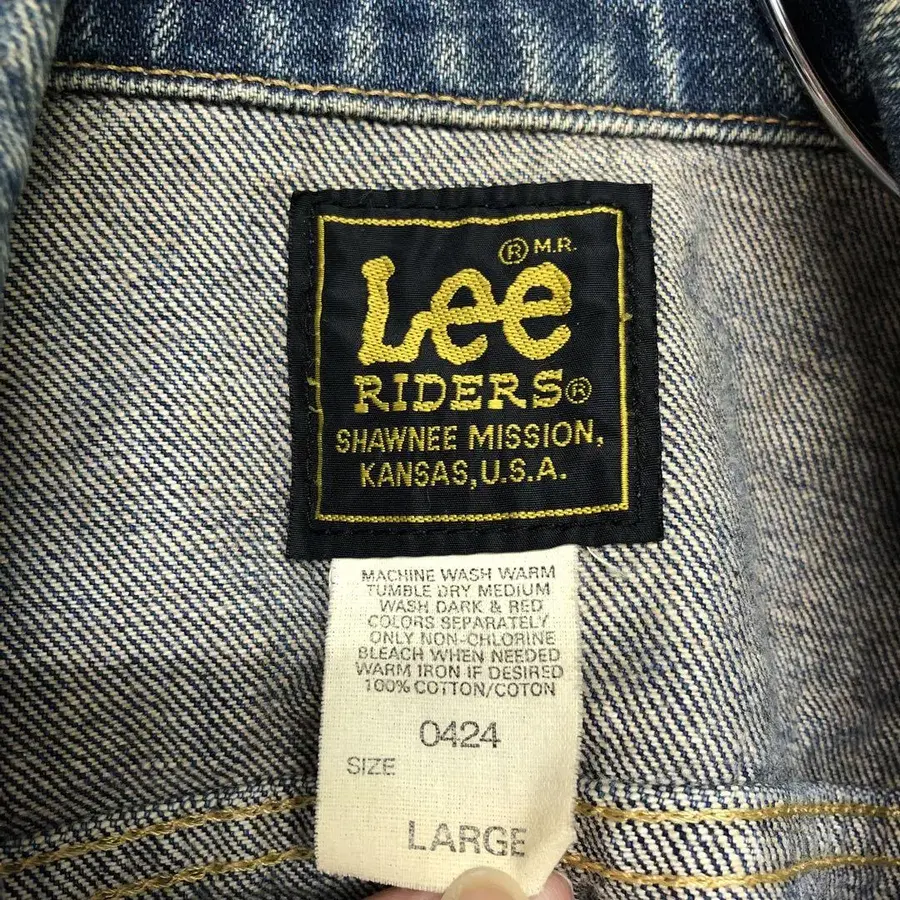 ® M.R.
Lee
RIDERS®
SHAWNEE MISSION,
KANSAS, U.S.A.
MACHINE WASH WARM
TUMBLE DRY MEDIUM
WASH DARK & RED
COLORS SEPARATELY
ONLY NON-CHLORINE
BLEACH WHEN NEEDED
WARM IRON IF DESIRED
100% COTTON/COTON
0424
SIZE
LARGE